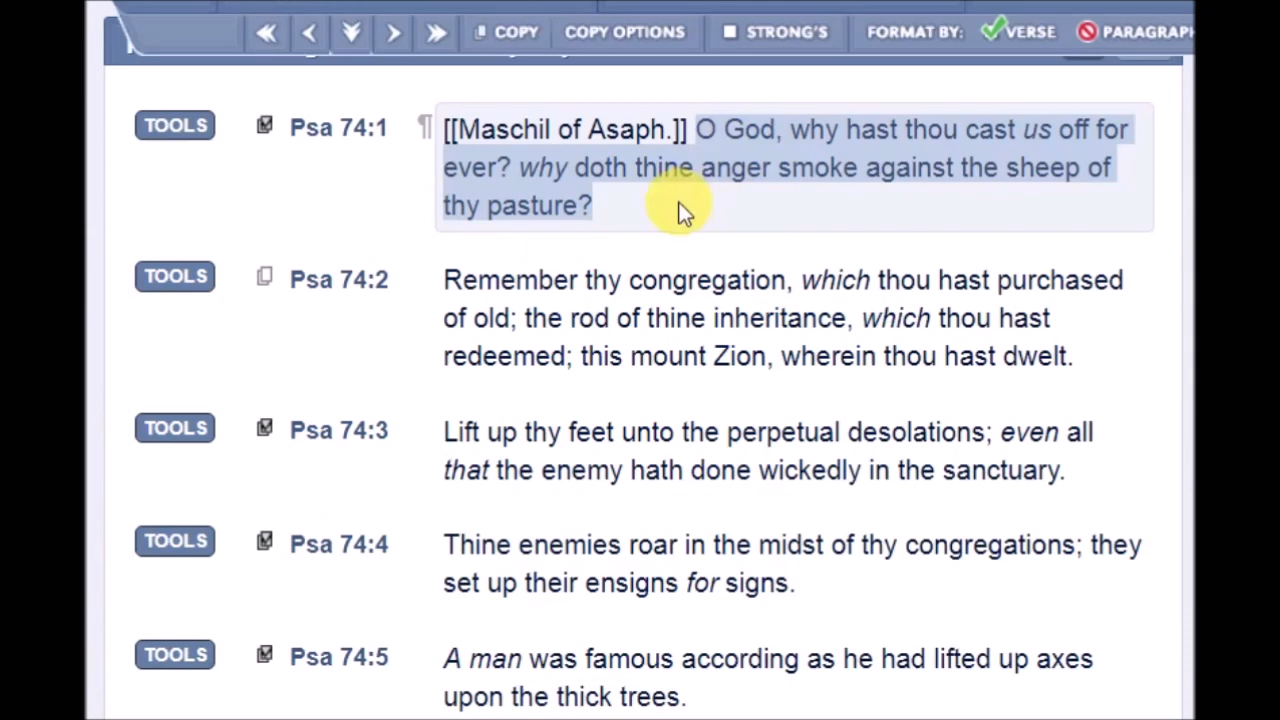 COPY COPY OPTIONS STRONG'S FORMAT BY: VERSE PARAGRAPH
TOOLS Psa 74:1 ¶ [[Maschil of Asaph.]] O God, why hast thou cast us off for
ever? why doth thine anger smoke against the sheep of
thy pasture?
TOOLS Psa 74:2 Remember thy congregation, which thou hast purchased
of old; the rod of thine inheritance, which thou hast
redeemed; this mount Zion, wherein thou hast dwelt.
TOOLS Psa 74:3 Lift up thy feet unto the perpetual desolations; even all
that the enemy hath done wickedly in the sanctuary.
TOOLS Psa 74:4 Thine enemies roar in the midst of thy congregations; they
set up their ensigns for signs.
TOOLS Psa 74:5 A man was famous according as he had lifted up axes
upon the thick trees.